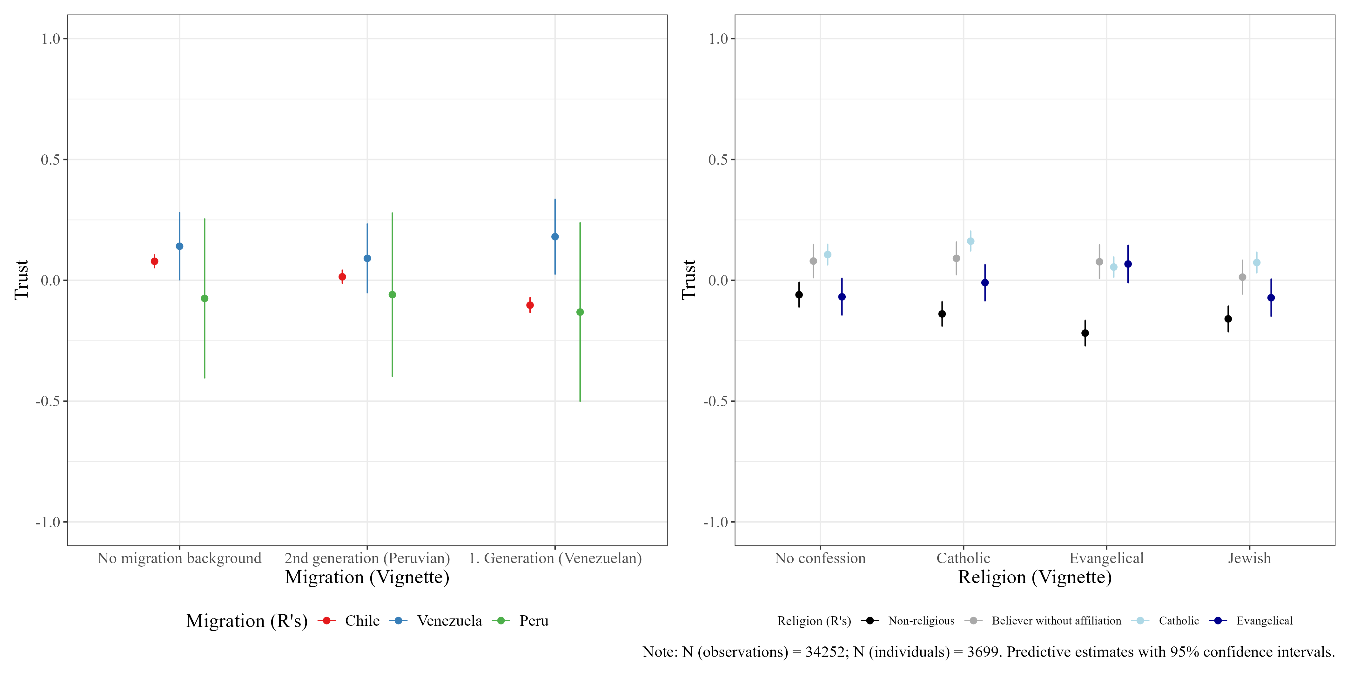 1.0
0.5
0.0
-0.5
-1.0
Trust
No migration background 2nd generation (Peruvian) 1. Generation (Venezuelan)
Migration (Vignette)
Migration (R's) Chile Venezuela Peru
1.0
0.5
0.0
-0.5
-1.0
Trust
No confession Catholic Evangelical Jewish
Religion (Vignette)
Religion (R's) Non-religious Believer without affiliation Catholic Evangelical
Note: N (observations) = 34252; N (individuals) = 3699. Predictive estimates with 95% confidence intervals.